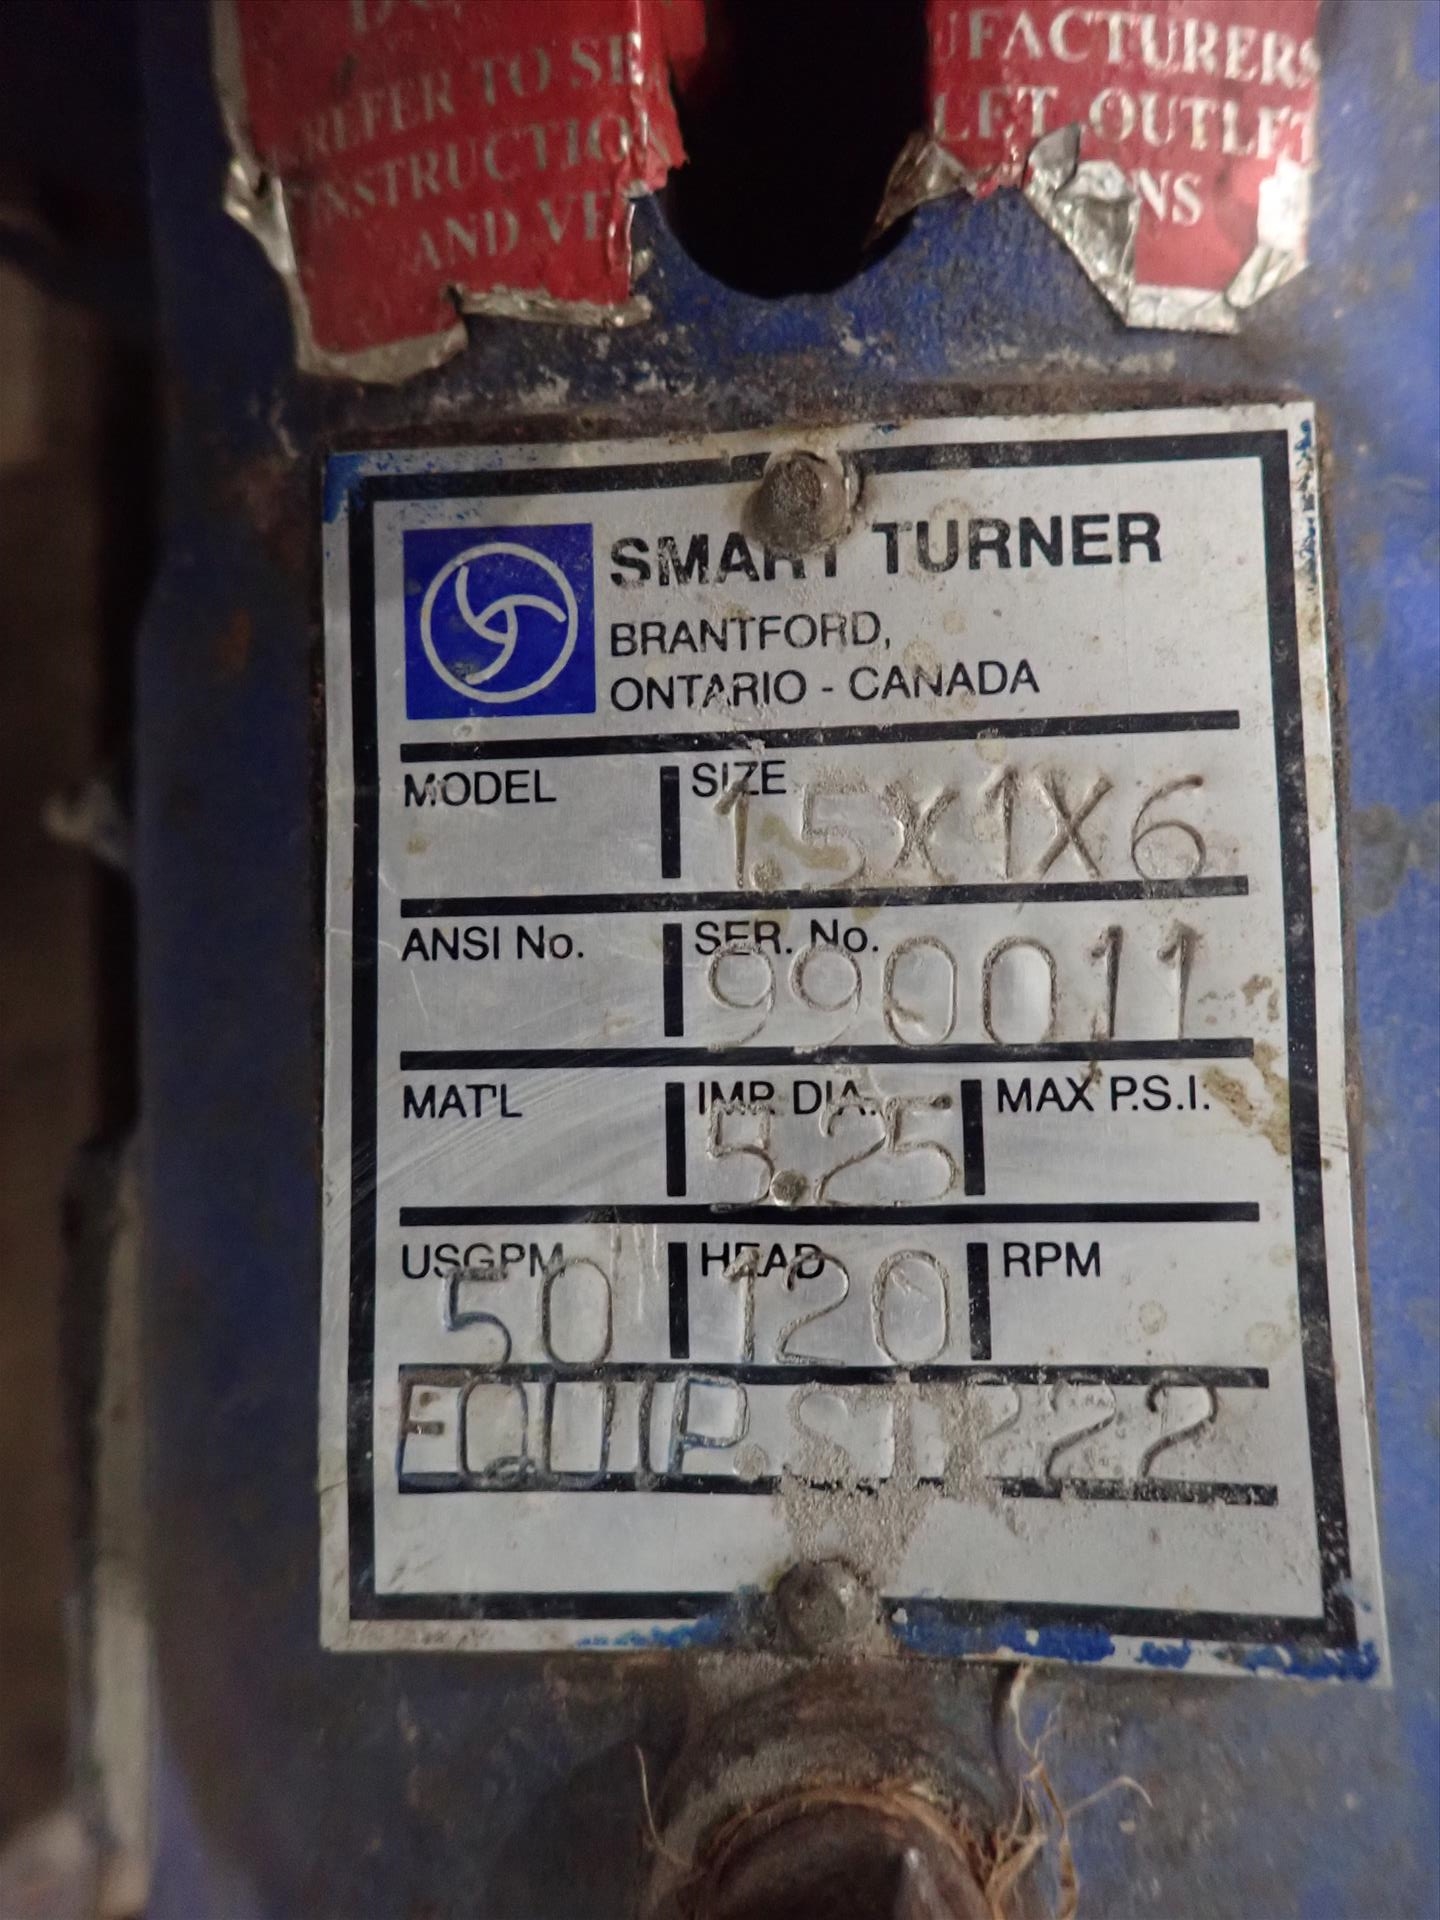 REFER TO SE
INSTRUCTION
AND VE
UFACTURERS
LET OUTLET
NS
SMART TURNER
BRANTFORD,
ONTARIO - CANADA
MODEL SIZE 1.5X1X6
ANSI No. SER. No. 990011
MAT'L IMP. DIA. 5.25 MAX P.S.I.
USGPM 50 HEAD 120 RPM
EQUIP.